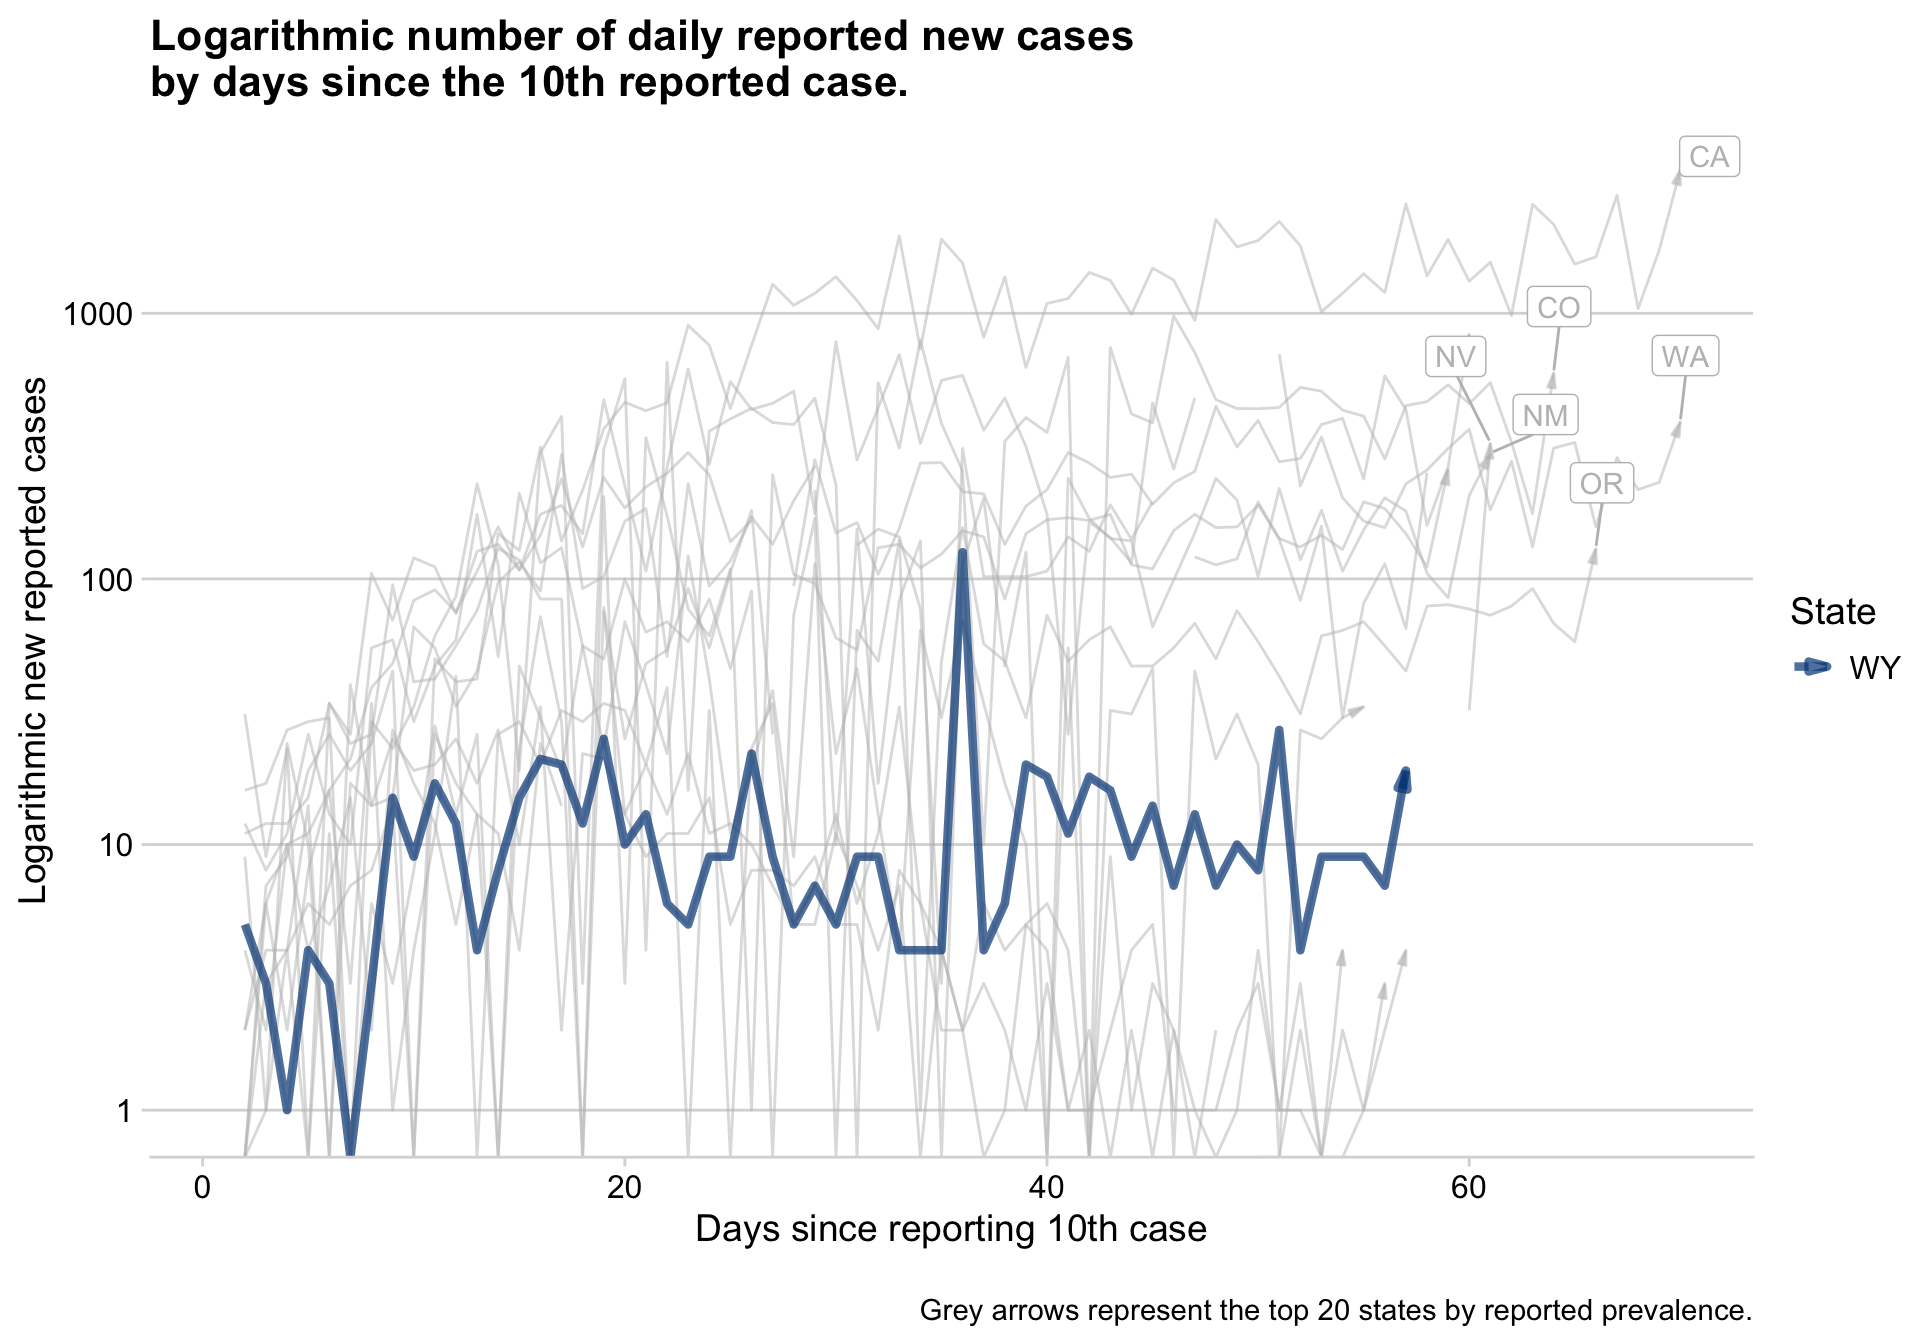 Logarithmic number of daily reported new cases
by days since the 10th reported case.
CA
1000
CO
NV
WA
NM
OR
Logarithmic new reported cases
100
State
WY
10
1
0 20 40 60
Days since reporting 10th case
Grey arrows represent the top 20 states by reported prevalence.